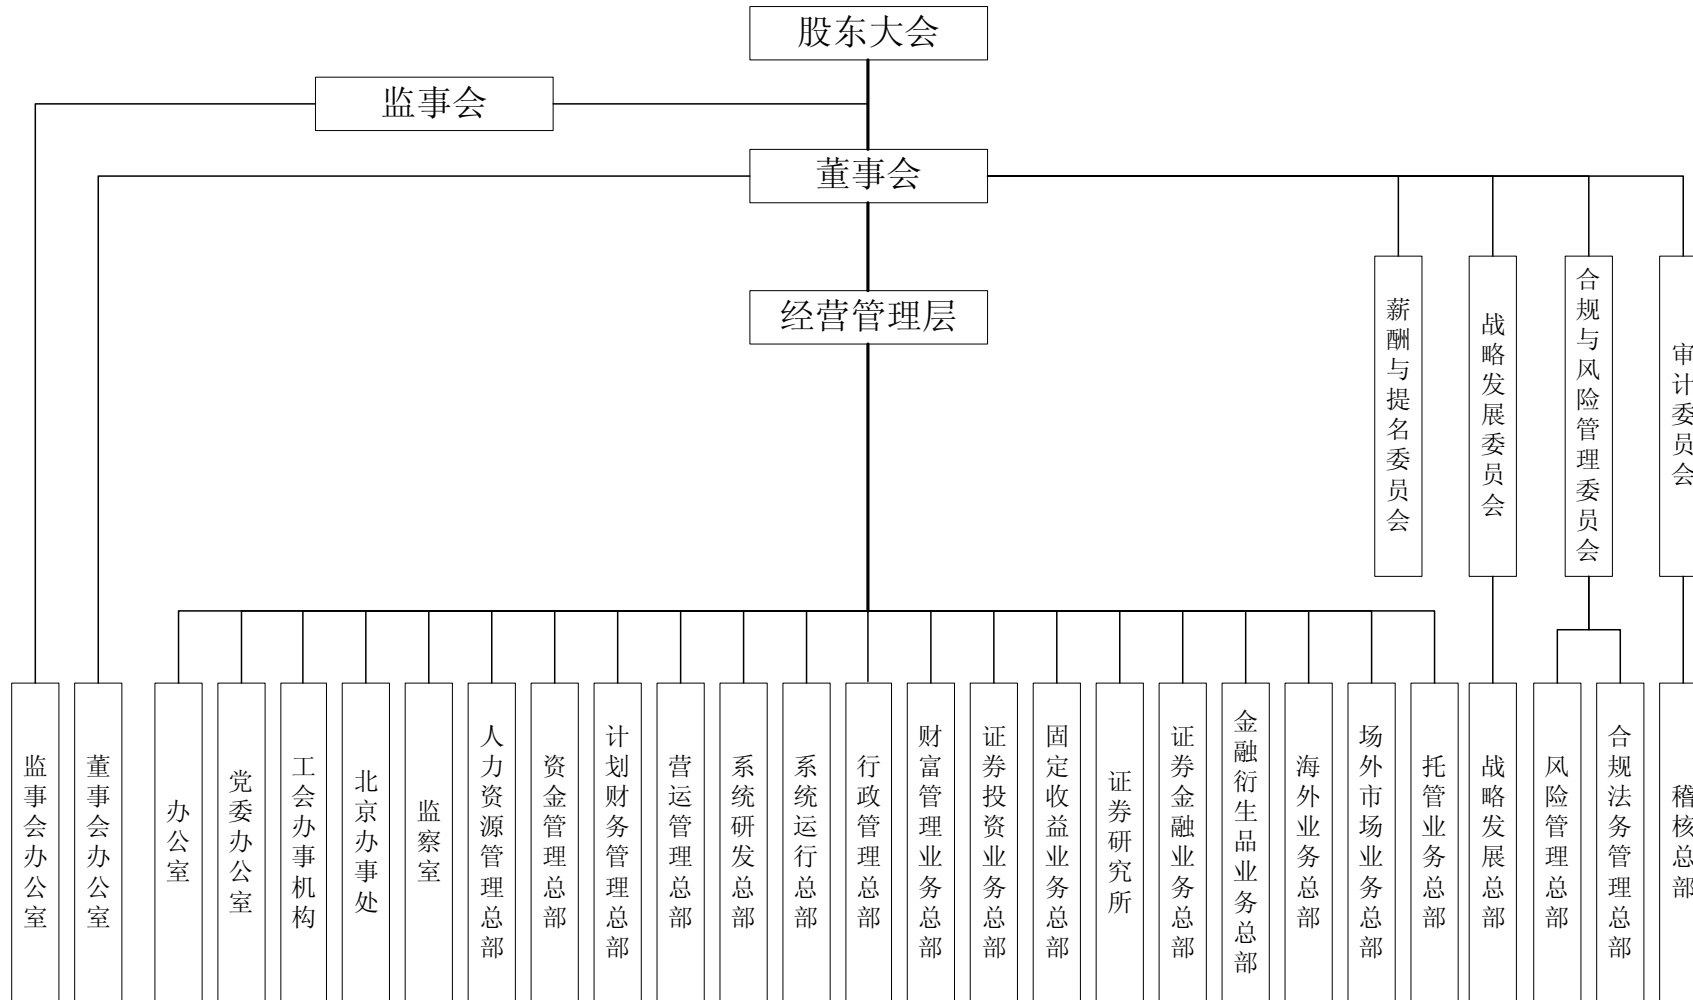 股东大会
监事会
董事会
经营管理层
薪酬与提名委员会
战略发展委员会
合规与风险管理委员会
审计委员会
监事会办公室
董事会办公室
办公室
党委办公室
工会办事机构
北京办事处
监察室
人力资源管理总部
资金管理总部
计划财务管理总部
营运管理总部
系统研发总部
系统运行总部
行政管理总部
财富管理业务总部
证券投资业务总部
固定收益业务总部
证券研究所
证券金融业务总部
金融衍生品业务总部
海外业务总部
场外市场业务总部
托管业务总部
战略发展总部
风险管理总部
合规法务管理总部
稽核总部